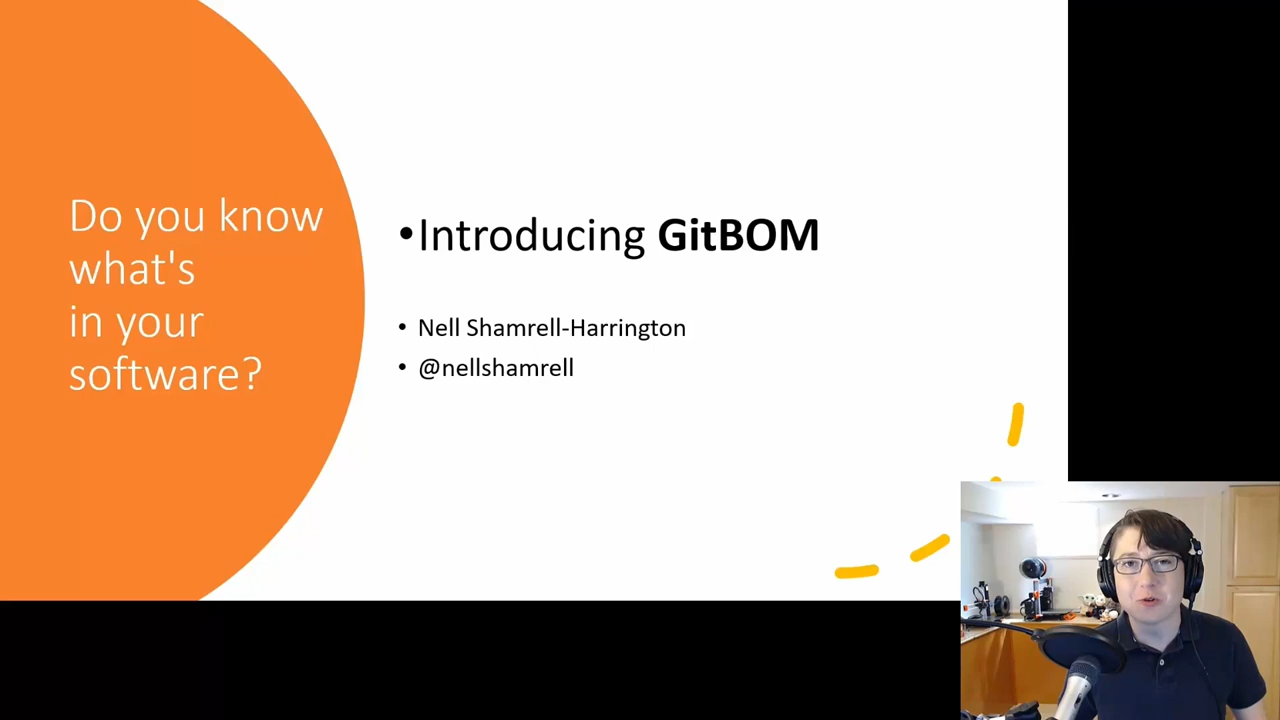 Do you know
what's
in your
software?
•Introducing GitBOM
• Nell Shamrell-Harrington
• @nellshamrell